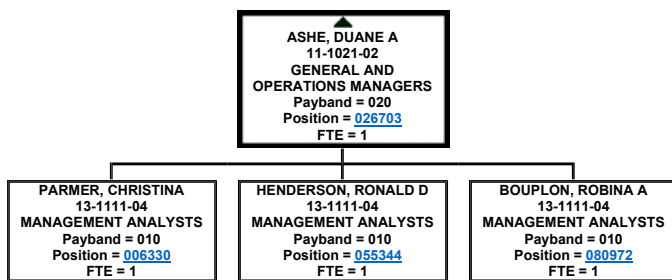 ASHE, DUANE A
11-1021-02
GENERAL AND
OPERATIONS MANAGERS
Payband = 020
Position = 026703
FTE = 1
PARMER, CHRISTINA
13-1111-04
MANAGEMENT ANALYSTS
Payband = 010
Position = 006330
FTE = 1
HENDERSON, RONALD D
13-1111-04
MANAGEMENT ANALYSTS
Payband = 010
Position = 055344
FTE = 1
BOUPLON, ROBINA A
13-1111-04
MANAGEMENT ANALYSTS
Payband = 010
Position = 080972
FTE = 1